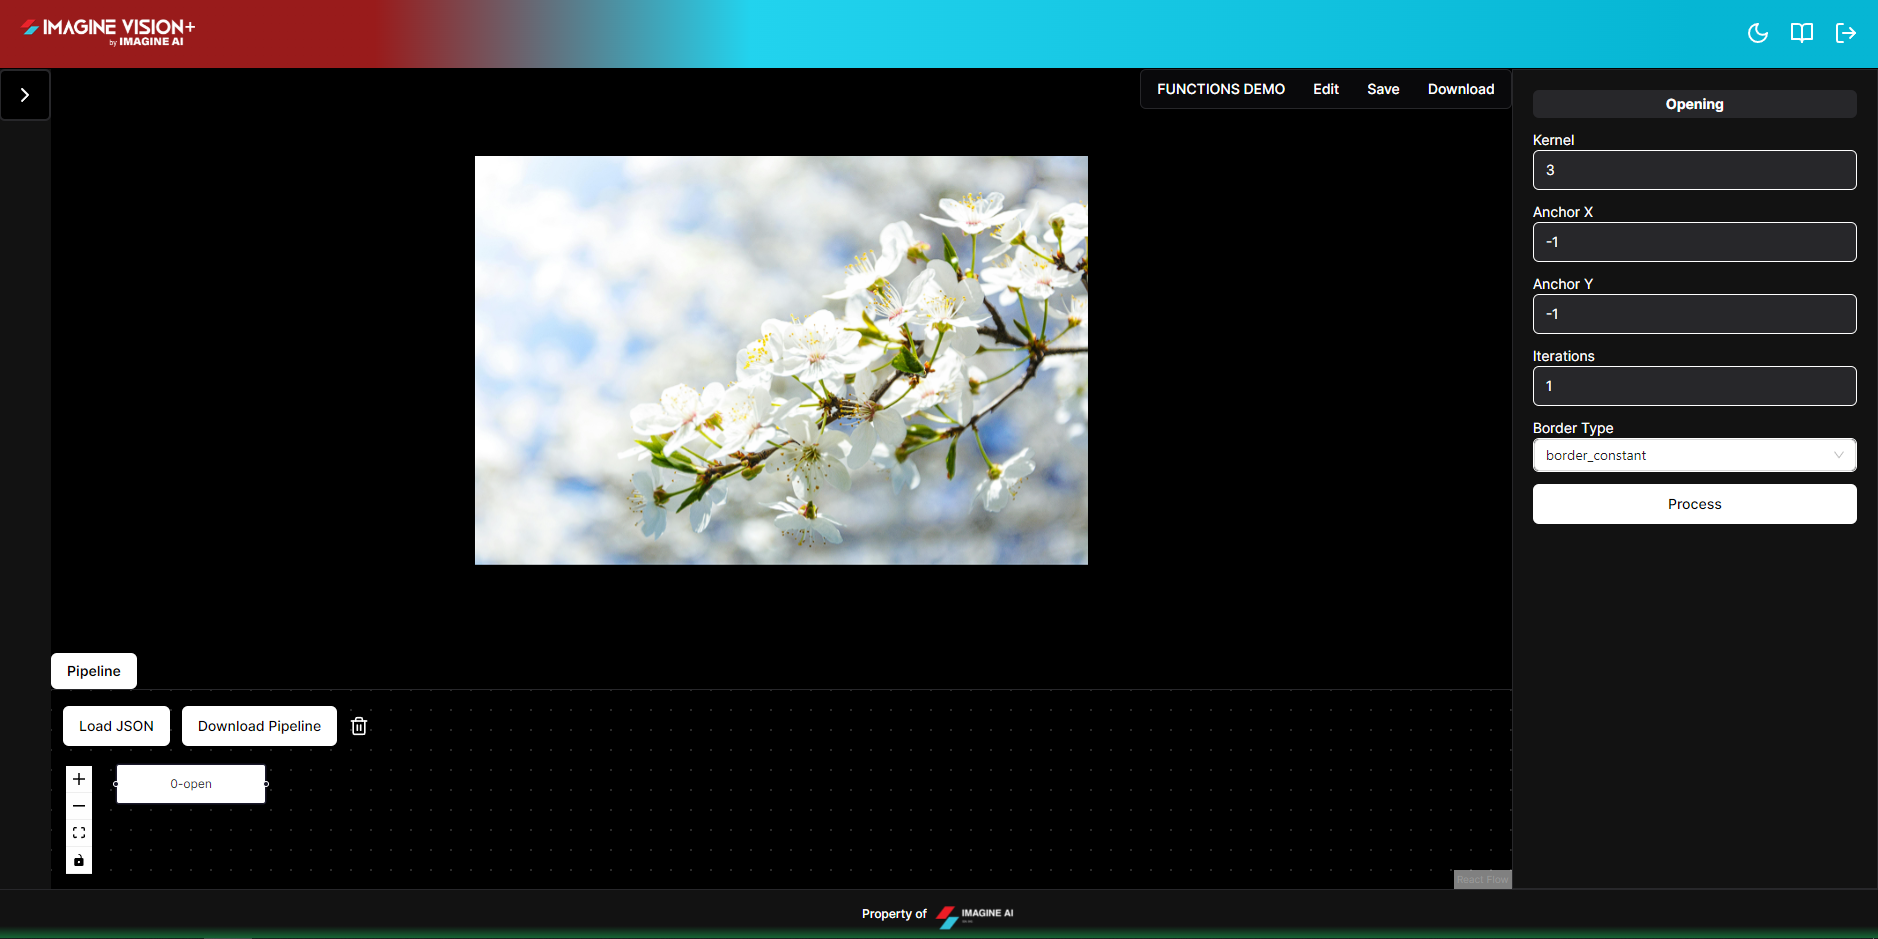 IMAGINE VISION+
by IMAGINE AI
FUNCTIONS DEMO Edit Save Download
Opening
Kernel
3
Anchor X
-1
Anchor Y
-1
Iterations
1
Border Type
border_constant
Process
Pipeline
Load JSON Download Pipeline
0-open
React Flow
Property of IMAGINE AI